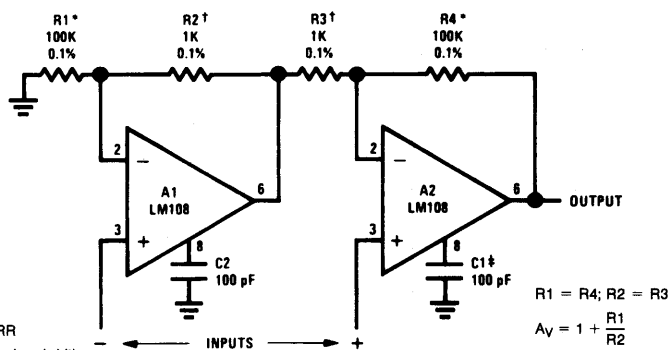 R1*
100K
0.1%
R2†
1K
0.1%
R3†
1K
0.1%
R4*
100K
0.1%
2
−
A1
LM108
6
3
+
8
C2
100 pF
2
−
A2
LM108
6
OUTPUT
3
+
8
C1‡
100 pF
R1 = R4; R2 = R3
AV = 1 + R1/R2
RR
− INPUTS +